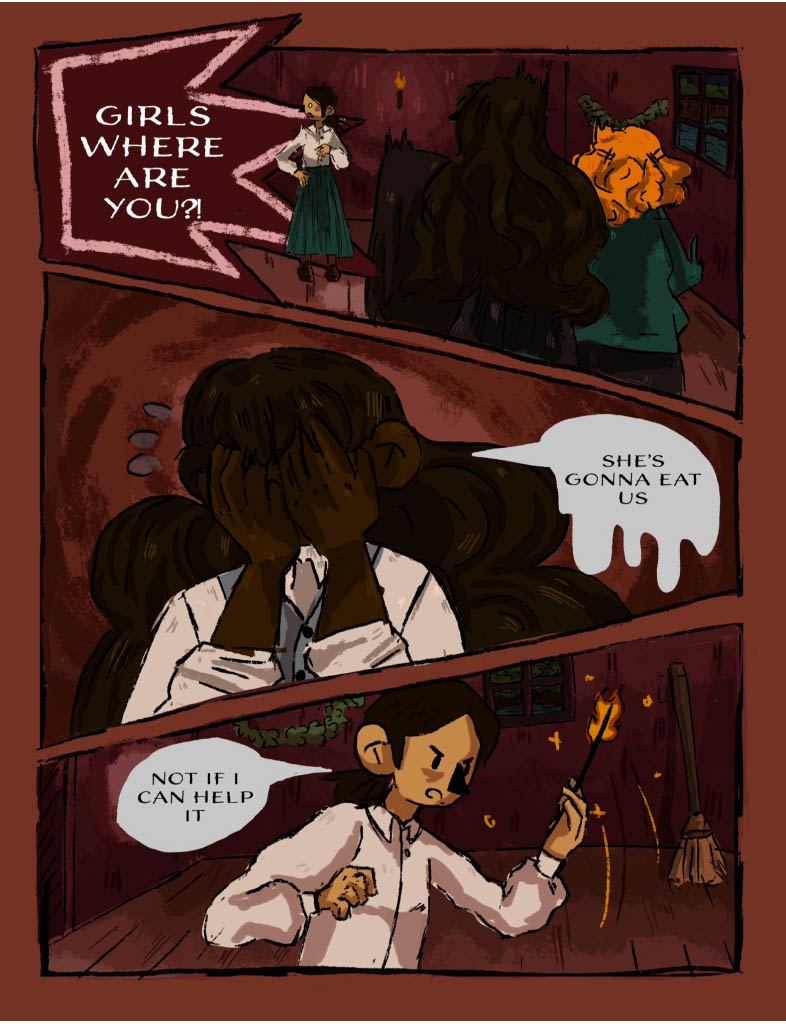 GIRLS
WHERE
ARE
YOU?!
SHE'S
GONNA EAT
US
NOT IF I
CAN HELP
IT